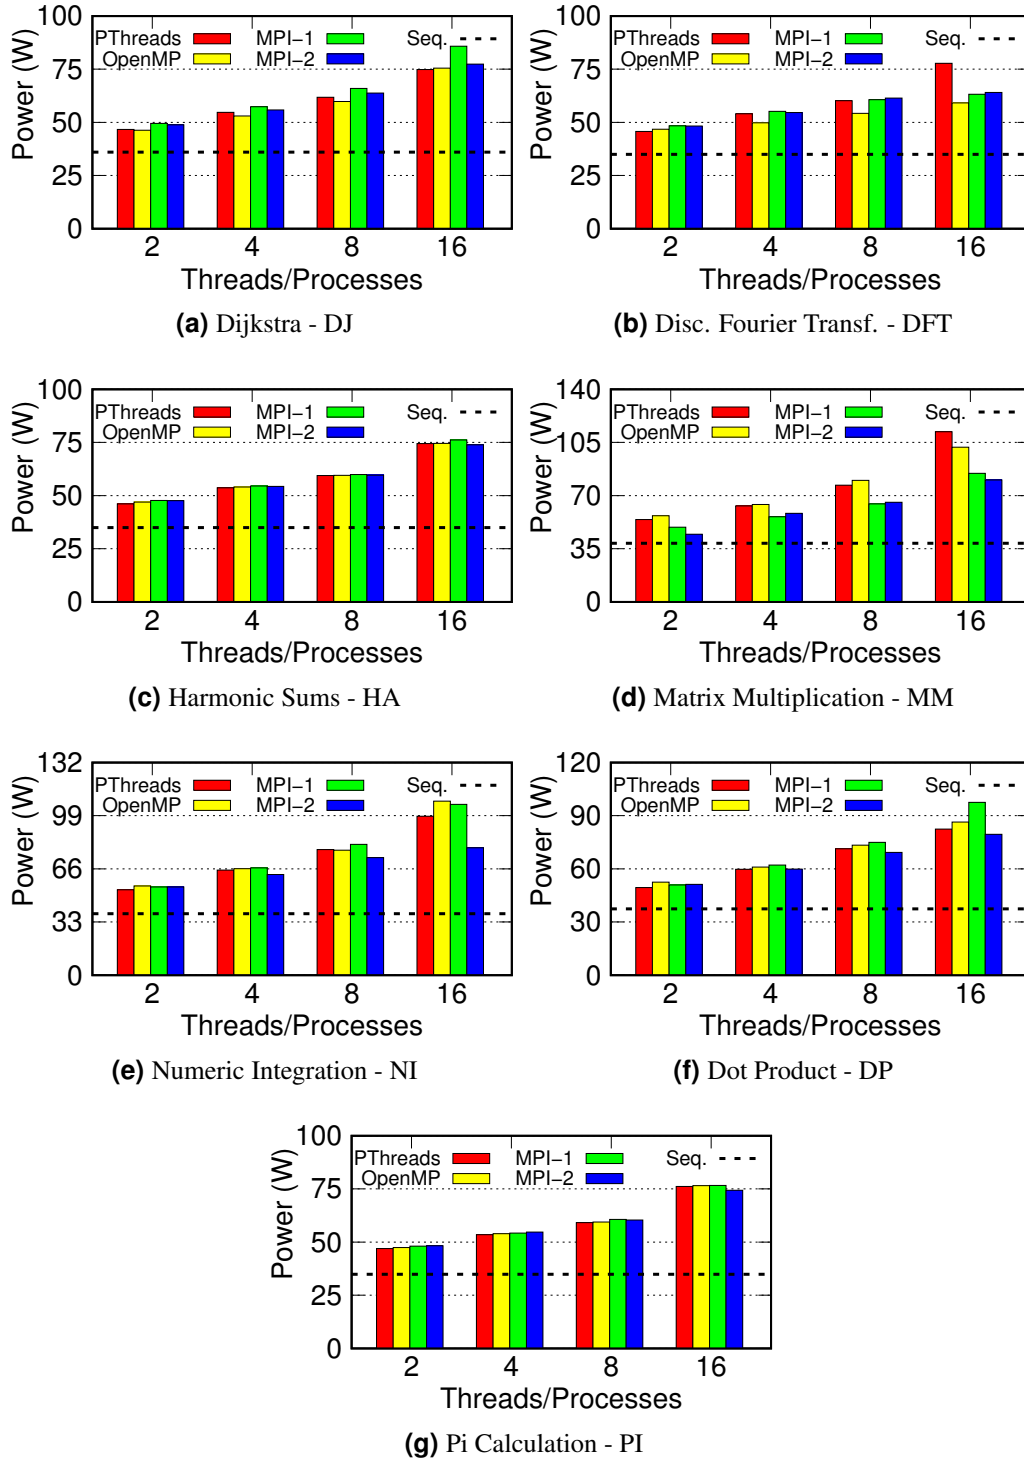 100
75
50
25
0
Power (W)
PThreads MPI-1 Seq.
OpenMP MPI-2
2 4 8 16
Threads/Processes
(a) Dijkstra - DJ
100
75
50
25
0
Power (W)
PThreads MPI-1 Seq.
OpenMP MPI-2
2 4 8 16
Threads/Processes
(b) Disc. Fourier Transf. - DFT
100
75
50
25
0
Power (W)
PThreads MPI-1 Seq.
OpenMP MPI-2
2 4 8 16
Threads/Processes
(c) Harmonic Sums - HA
140
105
70
35
0
Power (W)
PThreads MPI-1 Seq.
OpenMP MPI-2
2 4 8 16
Threads/Processes
(d) Matrix Multiplication - MM
132
99
66
33
0
Power (W)
PThreads MPI-1 Seq.
OpenMP MPI-2
2 4 8 16
Threads/Processes
(e) Numeric Integration - NI
120
90
60
30
0
Power (W)
PThreads MPI-1 Seq.
OpenMP MPI-2
2 4 8 16
Threads/Processes
(f) Dot Product - DP
100
75
50
25
0
Power (W)
PThreads MPI-1 Seq.
OpenMP MPI-2
2 4 8 16
Threads/Processes
(g) Pi Calculation - PI